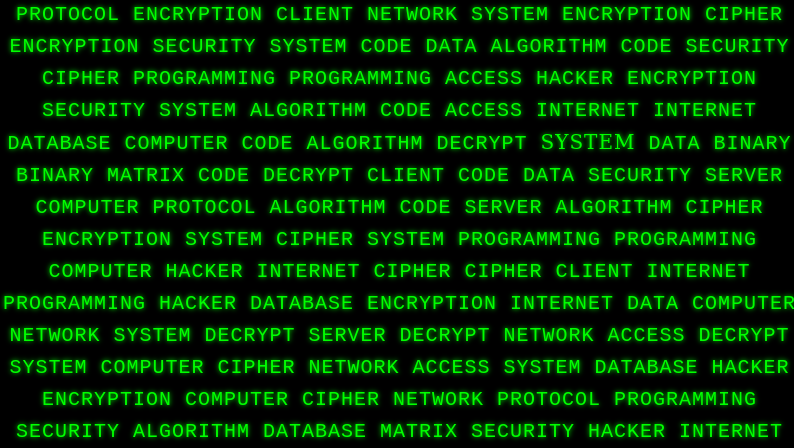 PROTOCOL ENCRYPTION CLIENT NETWORK SYSTEM ENCRYPTION CIPHER
ENCRYPTION SECURITY SYSTEM CODE DATA ALGORITHM CODE SECURITY
CIPHER PROGRAMMING PROGRAMMING ACCESS HACKER ENCRYPTION
SECURITY SYSTEM ALGORITHM CODE ACCESS INTERNET INTERNET
DATABASE COMPUTER CODE ALGORITHM DECRYPT SYSTEM DATA BINARY
BINARY MATRIX CODE DECRYPT CLIENT CODE DATA SECURITY SERVER
COMPUTER PROTOCOL ALGORITHM CODE SERVER ALGORITHM CIPHER
ENCRYPTION SYSTEM CIPHER SYSTEM PROGRAMMING PROGRAMMING
COMPUTER HACKER INTERNET CIPHER CIPHER CLIENT INTERNET
PROGRAMMING HACKER DATABASE ENCRYPTION INTERNET DATA COMPUTER
NETWORK SYSTEM DECRYPT SERVER DECRYPT NETWORK ACCESS DECRYPT
SYSTEM COMPUTER CIPHER NETWORK ACCESS SYSTEM DATABASE HACKER
ENCRYPTION COMPUTER CIPHER NETWORK PROTOCOL PROGRAMMING
SECURITY ALGORITHM DATABASE MATRIX SECURITY HACKER INTERNET